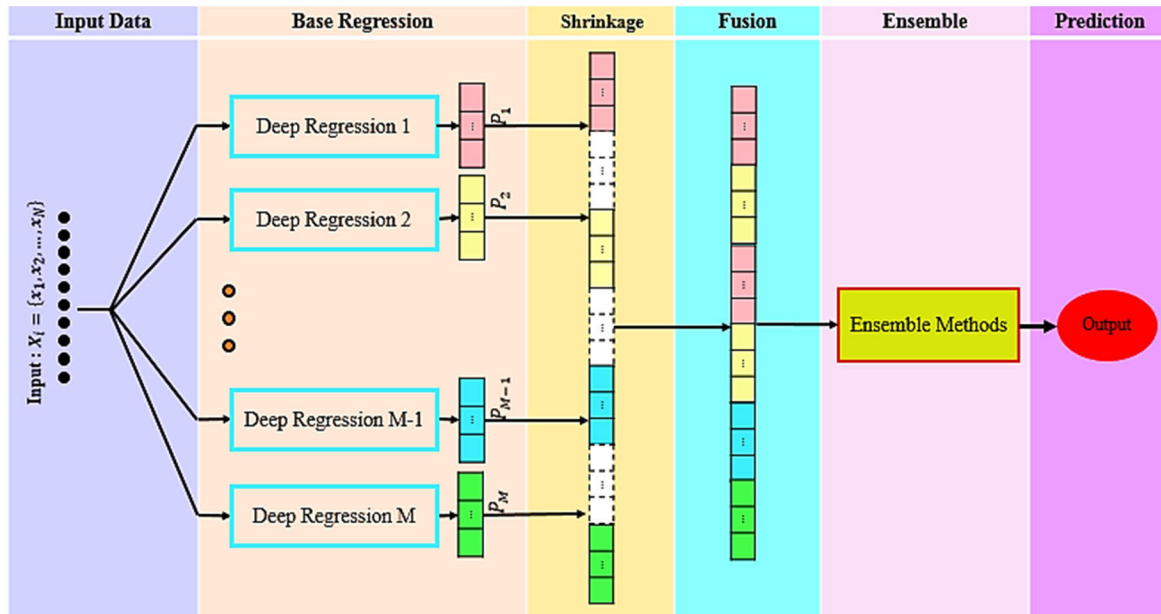 Input Data
Base Regression
Shrinkage
Fusion
Ensemble
Prediction
Input : X_i = {x_1, x_2, ..., x_N}
Deep Regression 1
...
P_1
...
Deep Regression 2
...
P_2
...
...
...
Deep Regression M-1
...
P_{M-1}
...
...
Deep Regression M
...
P_M
...
...
...
...
...
...
...
Ensemble Methods
Output